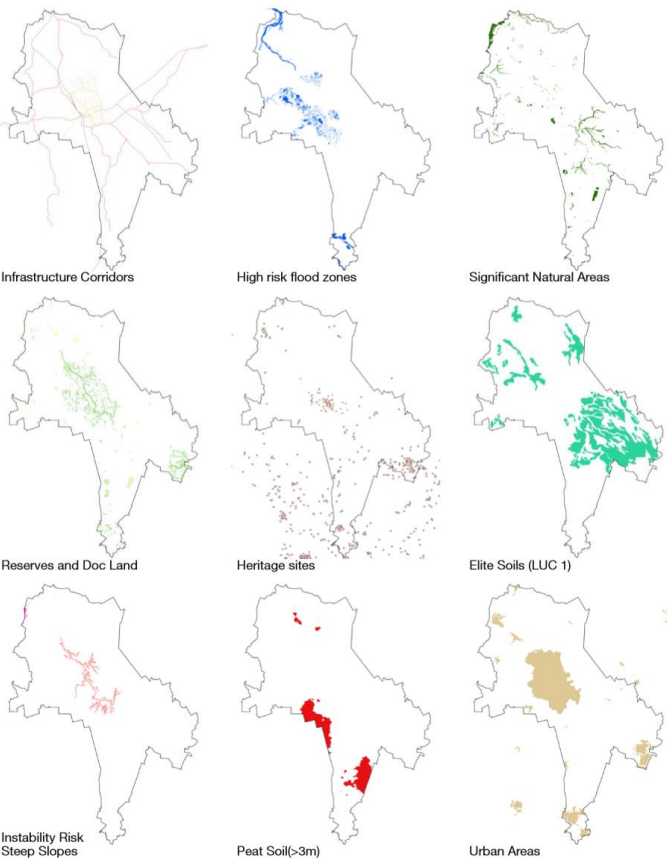 Infrastructure Corridors
High risk flood zones
Significant Natural Areas
Reserves and Doc Land
Heritage sites
Elite Soils (LUC 1)
Instability Risk
Steep Slopes
Peat Soil(>3m)
Urban Areas